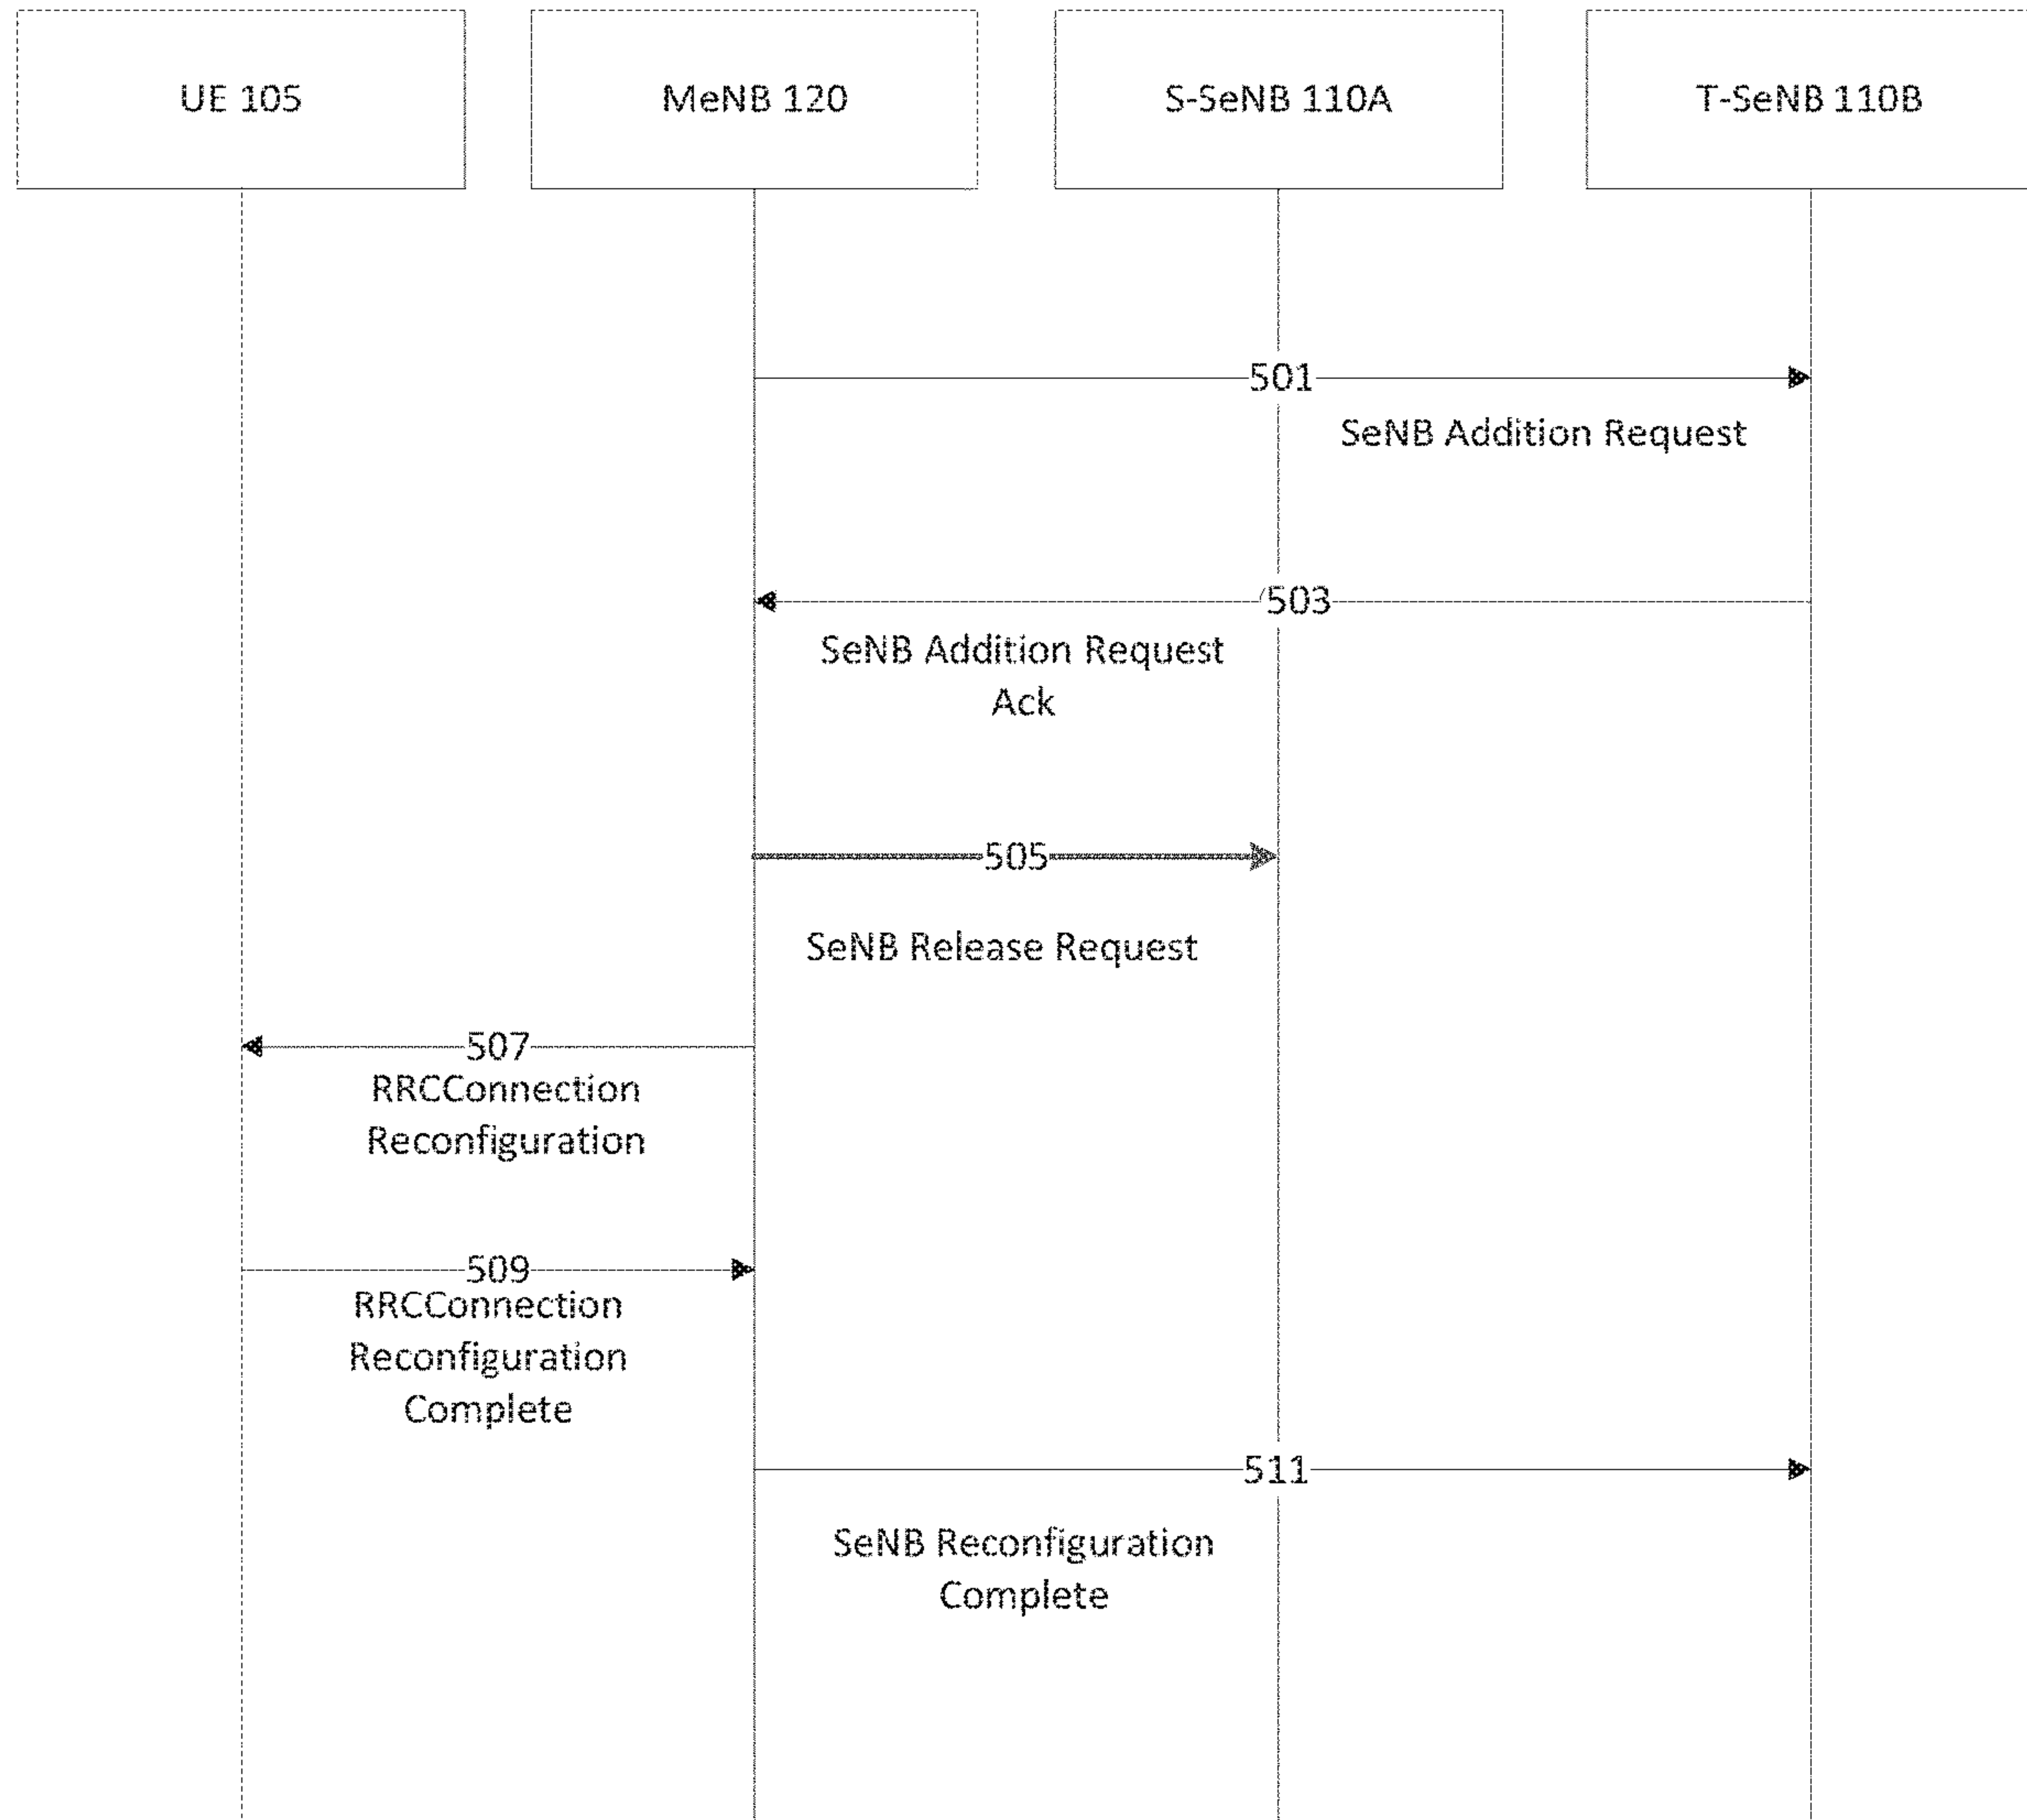 UE 105
MeNB 120
S-SeNB 110A
T-SeNB 110B
501
SeNB Addition Request
503
SeNB Addition Request
Ack
505
SeNB Release Request
507
RRCConnection
Reconfiguration
509
RRCConnection
Reconfiguration
Complete
511
SeNB Reconfiguration
Complete